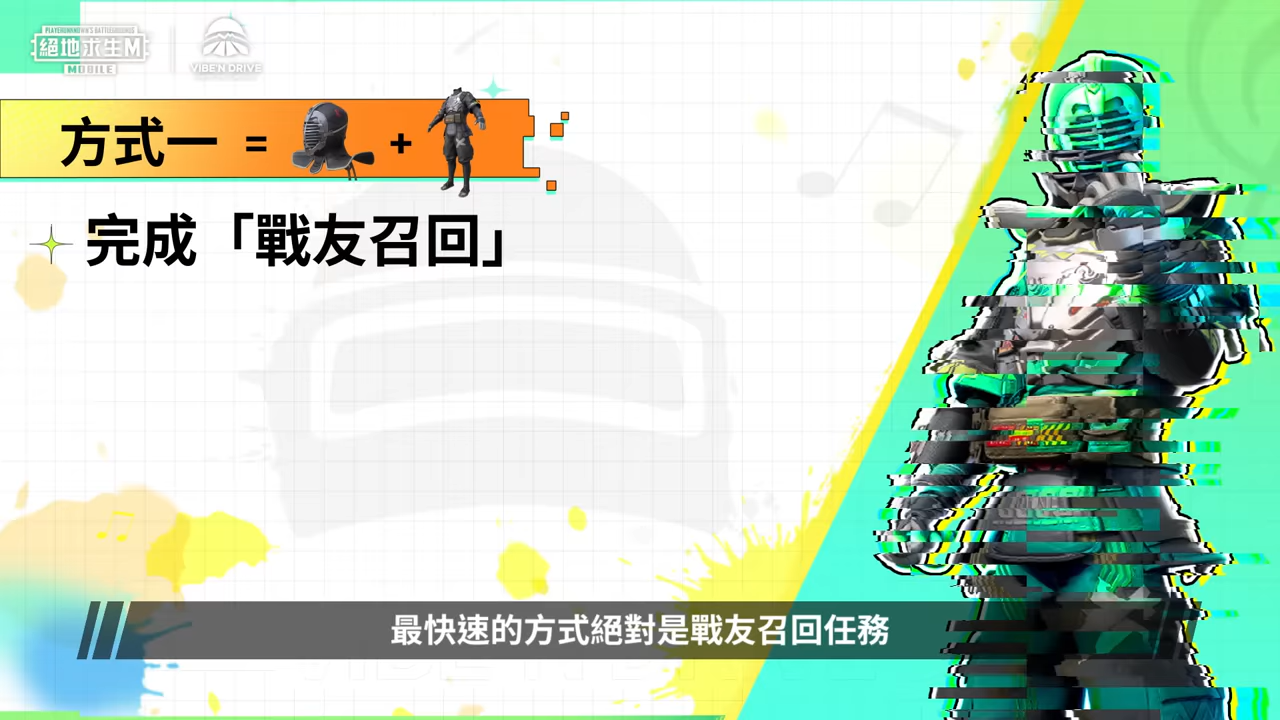 PLAYERUNKNOWN'S BATTLEGROUNDS
絕地求生M
MOBILE
VIBE'N DRIVE
方式一 = +
完成「戰友召回」
最快速的方式絕對是戰友召回任務